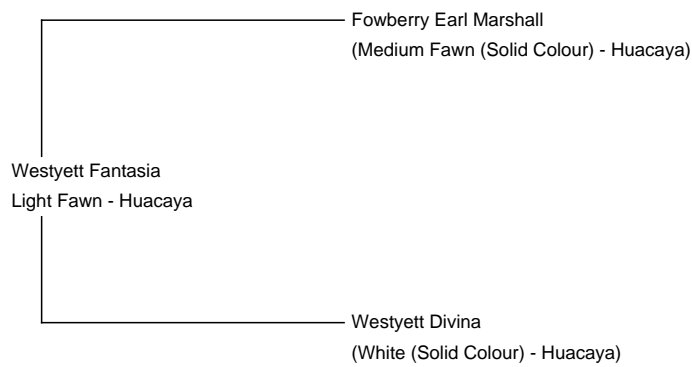 Fowberry Earl Marshall
(Medium Fawn (Solid Colour) - Huacaya)
Westyett Fantasia
Light Fawn - Huacaya
Westyett Divina
(White (Solid Colour) - Huacaya)